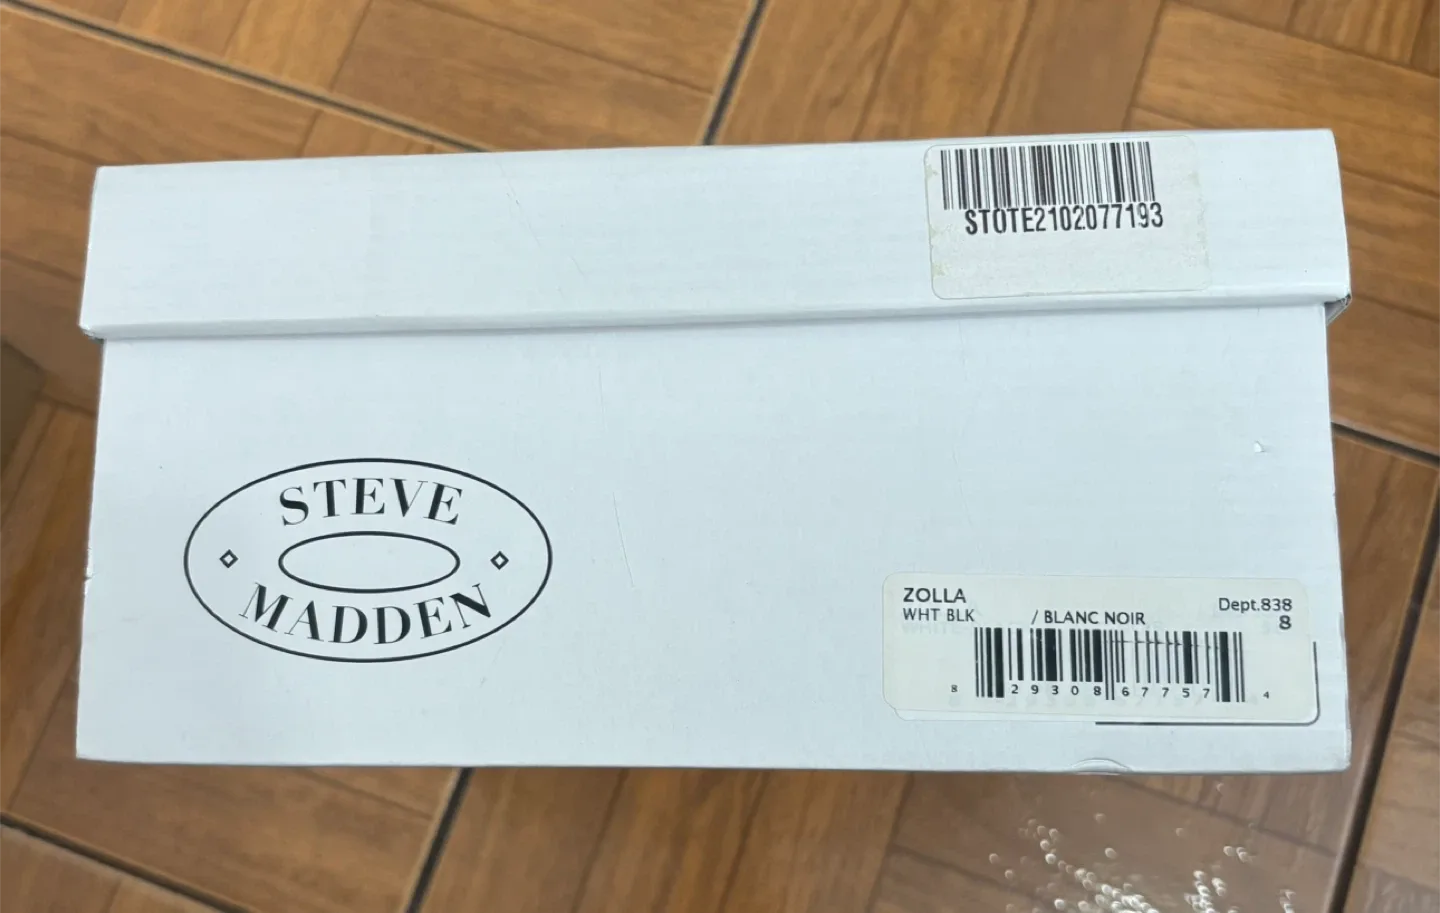 STOTE2102077193
STEVE
MADDEN
ZOLLA
WHT BLK / BLANC NOIR
Dept.838
8
8 29308 67757 4